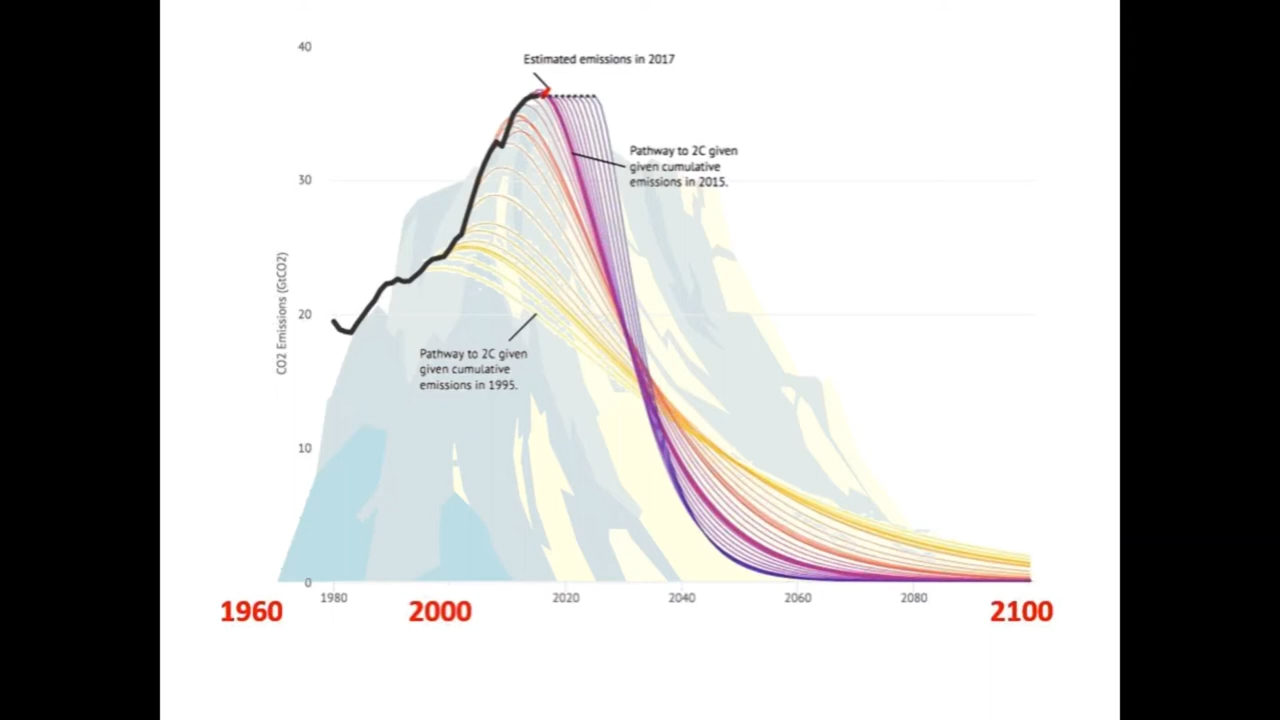 40
Estimated emissions in 2017
Pathway to 2C given
given cumulative
emissions in 2015.
30
CO2 Emissions (GtCO2)
20
Pathway to 2C given
given cumulative
emissions in 1995.
10
0
1980
2020
2040
2060
2080
1960
2000
2100